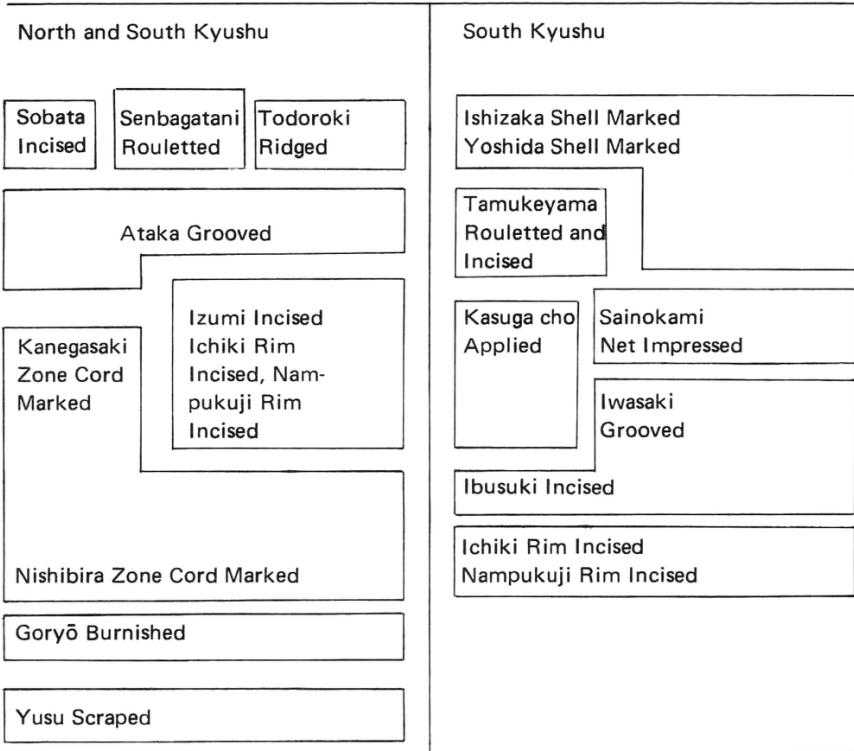 North and South Kyushu
Sobata
Incised
Senbagatani
Rouletted
Todoroki
Ridged
Ataka Grooved
Izumi Incised
Ichiki Rim
Incised, Nam-
pukuji Rim
Incised
Kanegasaki
Zone Cord
Marked
Nishibira Zone Cord Marked
Goryō Burnished
Yusu Scraped
South Kyushu
Ishizaka Shell Marked
Yoshida Shell Marked
Tamukeyama
Rouletted and
Incised
Kasuga cho
Applied
Sainokami
Net Impressed
Iwasaki
Grooved
Ibusuki Incised
Ichiki Rim Incised
Nampukuji Rim Incised